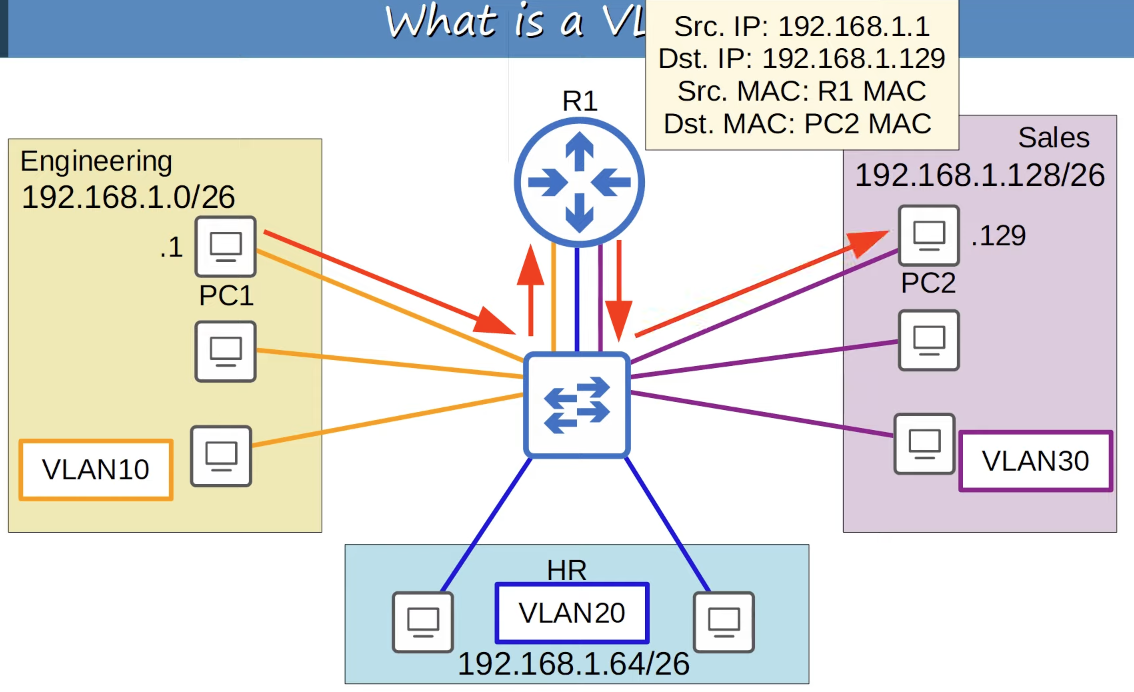 What is a VL
Src. IP: 192.168.1.1
Dst. IP: 192.168.1.129
Src. MAC: R1 MAC
Dst. MAC: PC2 MAC
R1
Engineering
192.168.1.0/26
.1
PC1
VLAN10
Sales
192.168.1.128/26
.129
PC2
VLAN30
HR
VLAN20
192.168.1.64/26